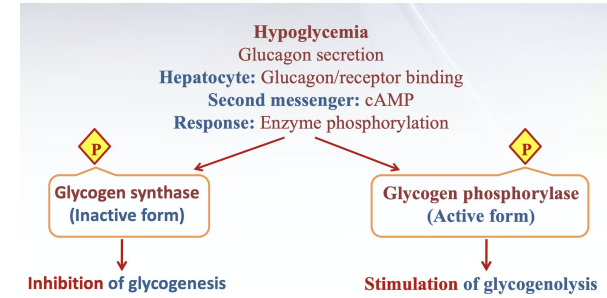 Hypoglycemia
Glucagon secretion
Hepatocyte: Glucagon/receptor binding
Second messenger: cAMP
Response: Enzyme phosphorylation
P
P
Glycogen synthase
(Inactive form)
Glycogen phosphorylase
(Active form)
Inhibition of glycogenesis
Stimulation of glycogenolysis